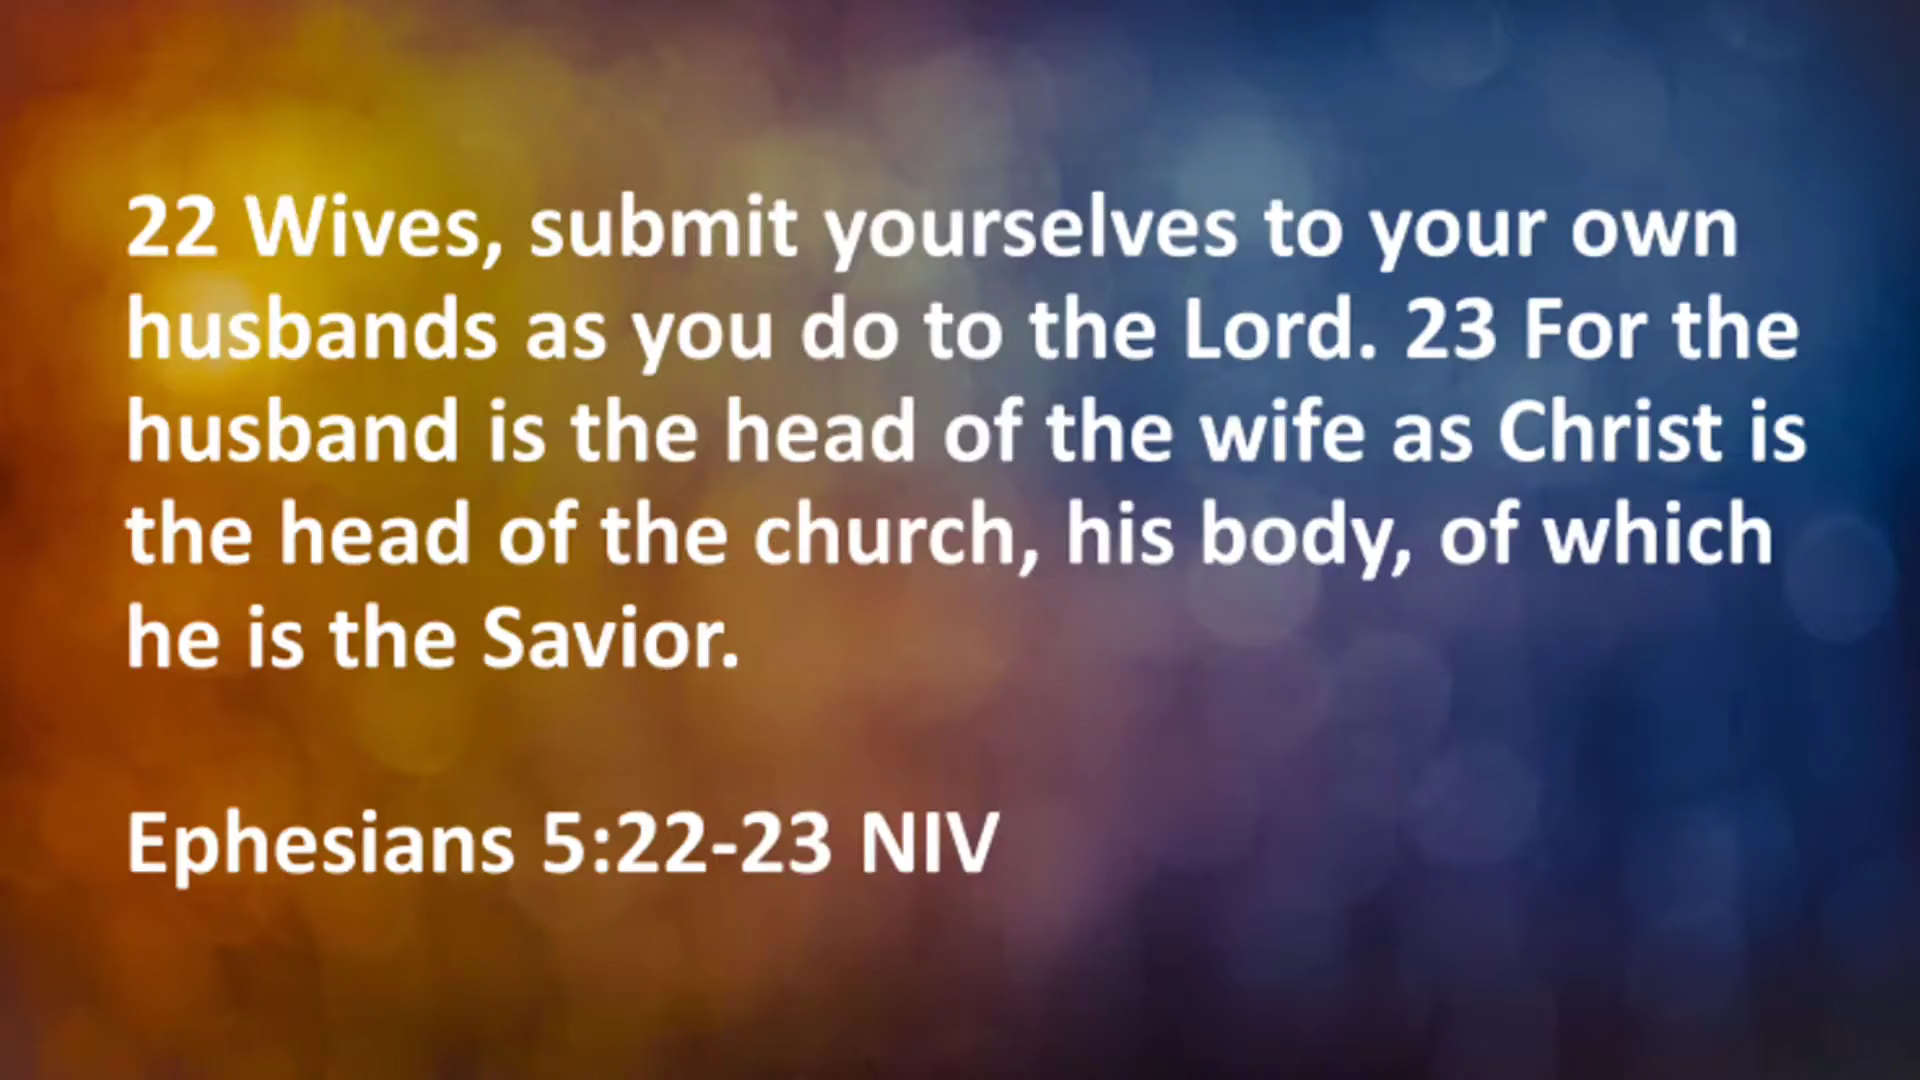 22 Wives, submit yourselves to your own
husbands as you do to the Lord. 23 For the
husband is the head of the wife as Christ is
the head of the church, his body, of which
he is the Savior.
Ephesians 5:22-23 NIV